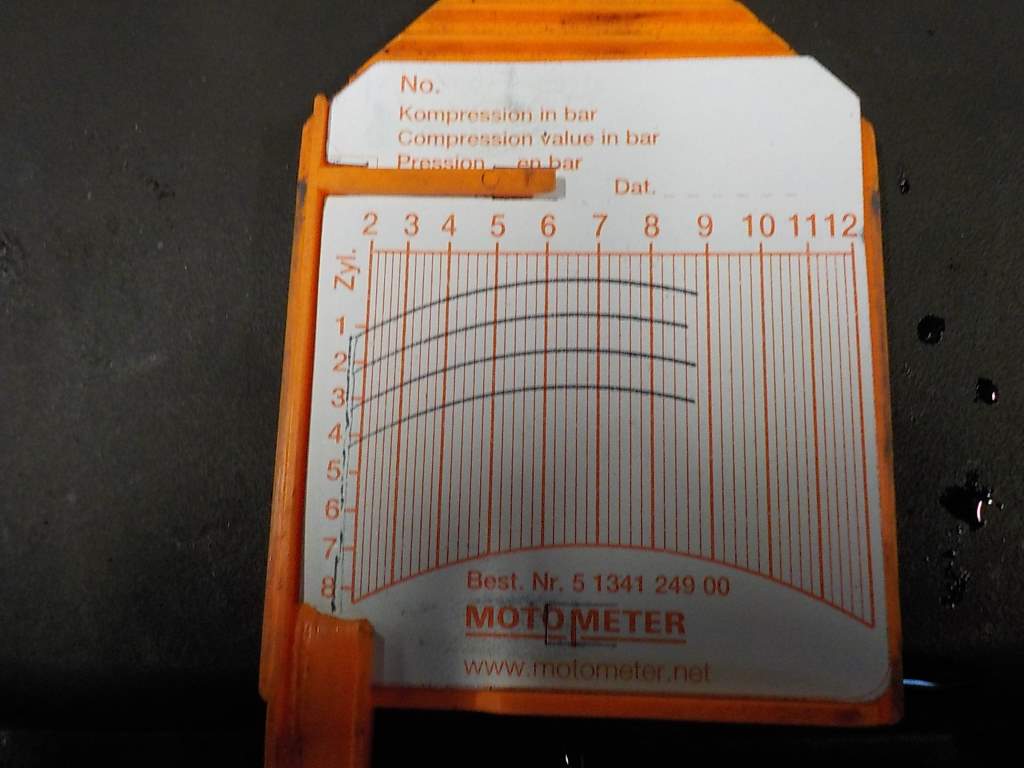 No.
Kompression in bar
Compression value in bar
Pression en bar
Dat.
2 3 4 5 6 7 8 9 10 11 12
Zyl.
1
2
3
4
5
6
7
8
Best. Nr. 5 1341 249 00
MOTOMETER
www.motometer.net